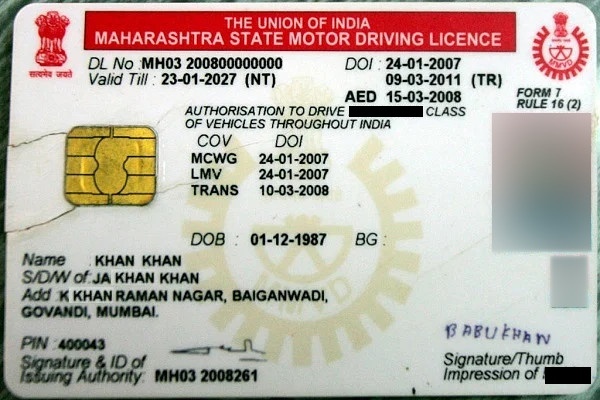 THE UNION OF INDIA
MAHARASHTRA STATE MOTOR DRIVING LICENCE
सत्यमेव जयते
MMVD
DL No : MH03 200800000000 DOI : 24-01-2007
Valid Till : 23-01-2027 (NT) 09-03-2011 (TR)
AED 15-03-2008
FORM 7
RULE 16 (2)
AUTHORISATION TO DRIVE CLASS
OF VEHICLES THROUGHOUT INDIA
COV DOI
MCWG 24-01-2007
LMV 24-01-2007
TRANS 10-03-2008
DOB : 01-12-1987 BG :
MMVD
Name : KHAN KHAN
S/D/W of : JA KHAN KHAN
Add : K KHAN RAMAN NAGAR, BAIGANWADI,
GOVANDI, MUMBAI.
PIN : 400043
Signature & ID of
Issuing Authority: MH03 2008261
BABUKHAN
Signature/Thumb
Impression of